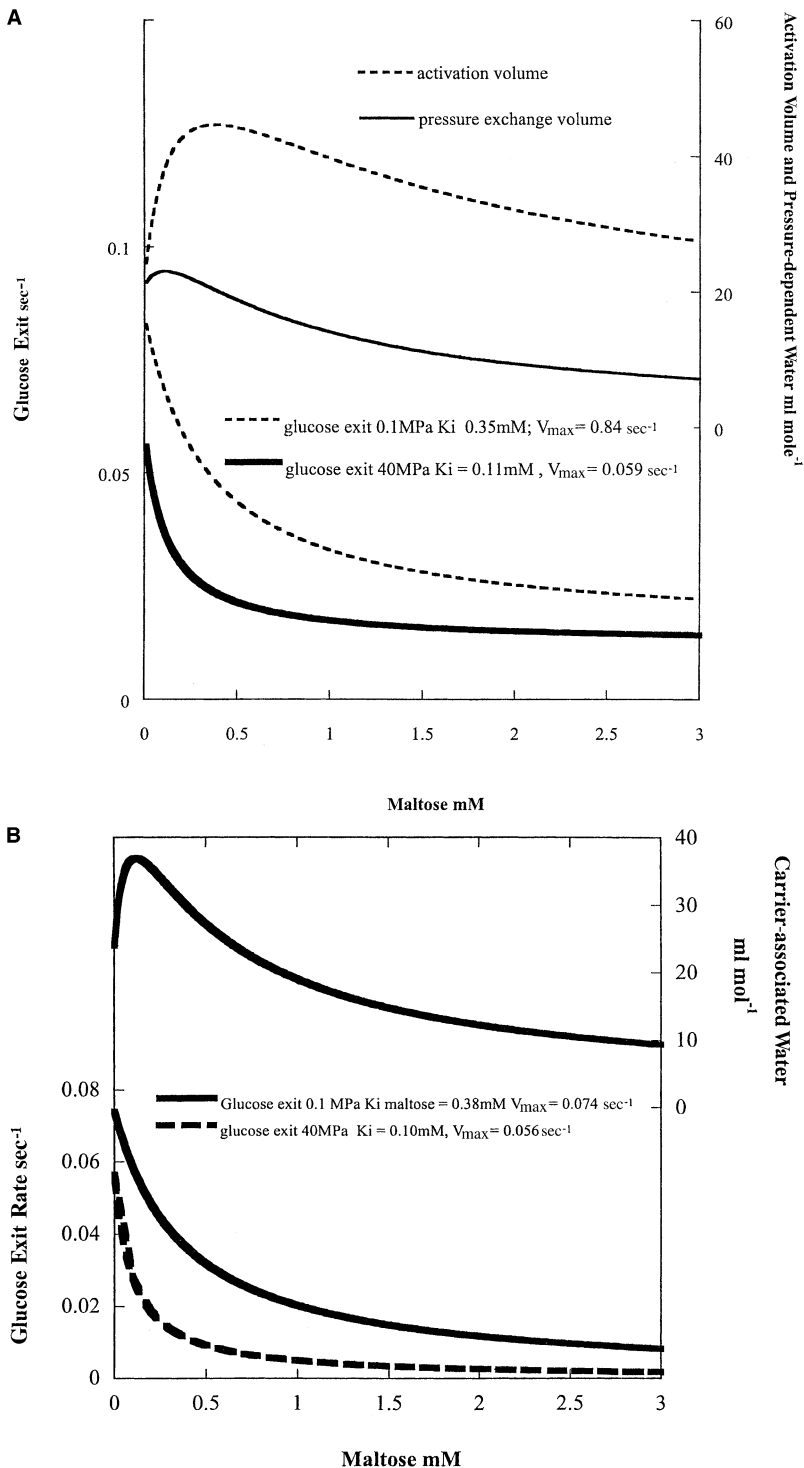 A
60
activation volume
pressure exchange volume
40
0.1
20
Glucose Exit sec-1
Activation Volume and Pressure-dependent Water ml mole-1
glucose exit 0.1MPa Ki 0.35mM; Vmax= 0.84 sec-1
0
glucose exit 40MPa Ki = 0.11mM , Vmax= 0.059 sec-1
0.05
0
0 0.5 1 1.5 2 2.5 3
Maltose mM
B
40
30
20
10
0
Carrier-associated Water
ml mol-1
0.08
Glucose exit 0.1 MPa Ki maltose = 0.38mM Vmax= 0.074 sec-1
glucose exit 40MPa Ki = 0.10mM, Vmax= 0.056 sec-1
0.06
0.04
0.02
0
Glucose Exit Rate sec-1
0 0.5 1 1.5 2 2.5 3
Maltose mM